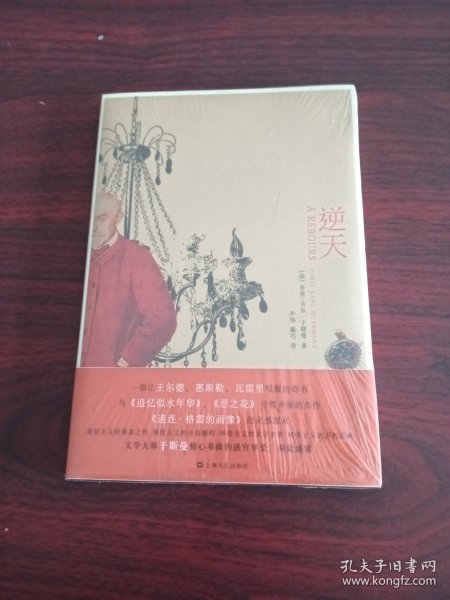 逆天
À REBOURS
JORIS-KARL HUYSMANS
[法] 若里-卡尔·于斯曼 著
尹伟 戴巧 译
一部让王尔德、惠斯勒、瓦雷里叹服的奇书
与《追忆似水年华》、《恶之花》并驾齐驱的杰作
《道连·格雷的画像》的灵感源泉
文学大师于斯曼精心奉献的感官享受、视觉盛宴
上海文艺出版社
孔夫子旧书网
www.kongfz.com